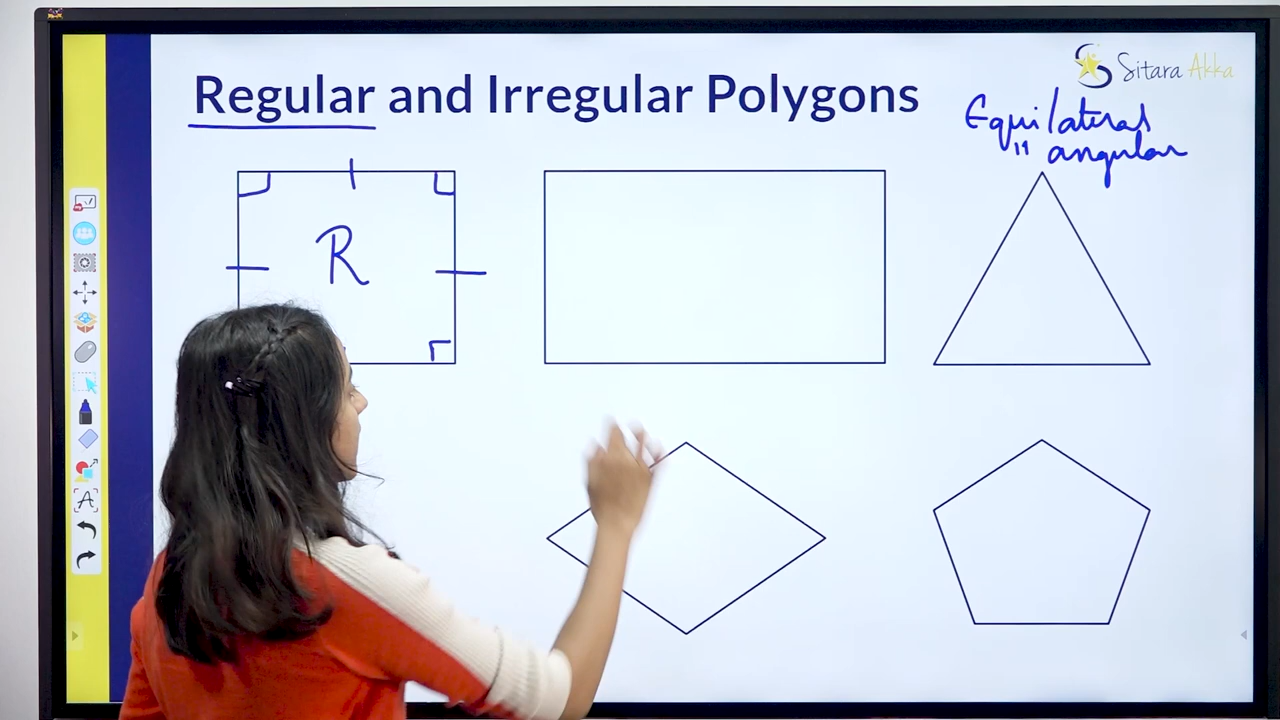 Regular and Irregular Polygons
Sitara Akka
Equilateral
" angular
R
A